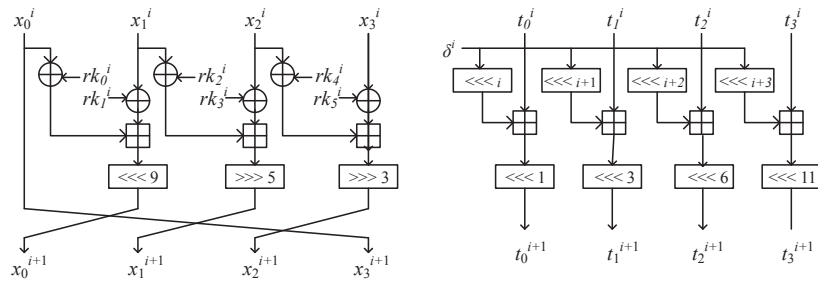 x₀ⁱ x₁ⁱ x₂ⁱ x₃ⁱ t₀ⁱ t₁ⁱ t₂ⁱ t₃ⁱ
δⁱ
rk₀ⁱ rk₂ⁱ rk₄ⁱ <<< i <<< i+1 <<< i+2 <<< i+3
rk₁ⁱ rk₃ⁱ rk₅ⁱ
<<< 9 >>> 5 >>> 3 <<< 1 <<< 3 <<< 6 <<< 11
x₀ⁱ⁺¹ x₁ⁱ⁺¹ x₂ⁱ⁺¹ x₃ⁱ⁺¹ t₀ⁱ⁺¹ t₁ⁱ⁺¹ t₂ⁱ⁺¹ t₃ⁱ⁺¹